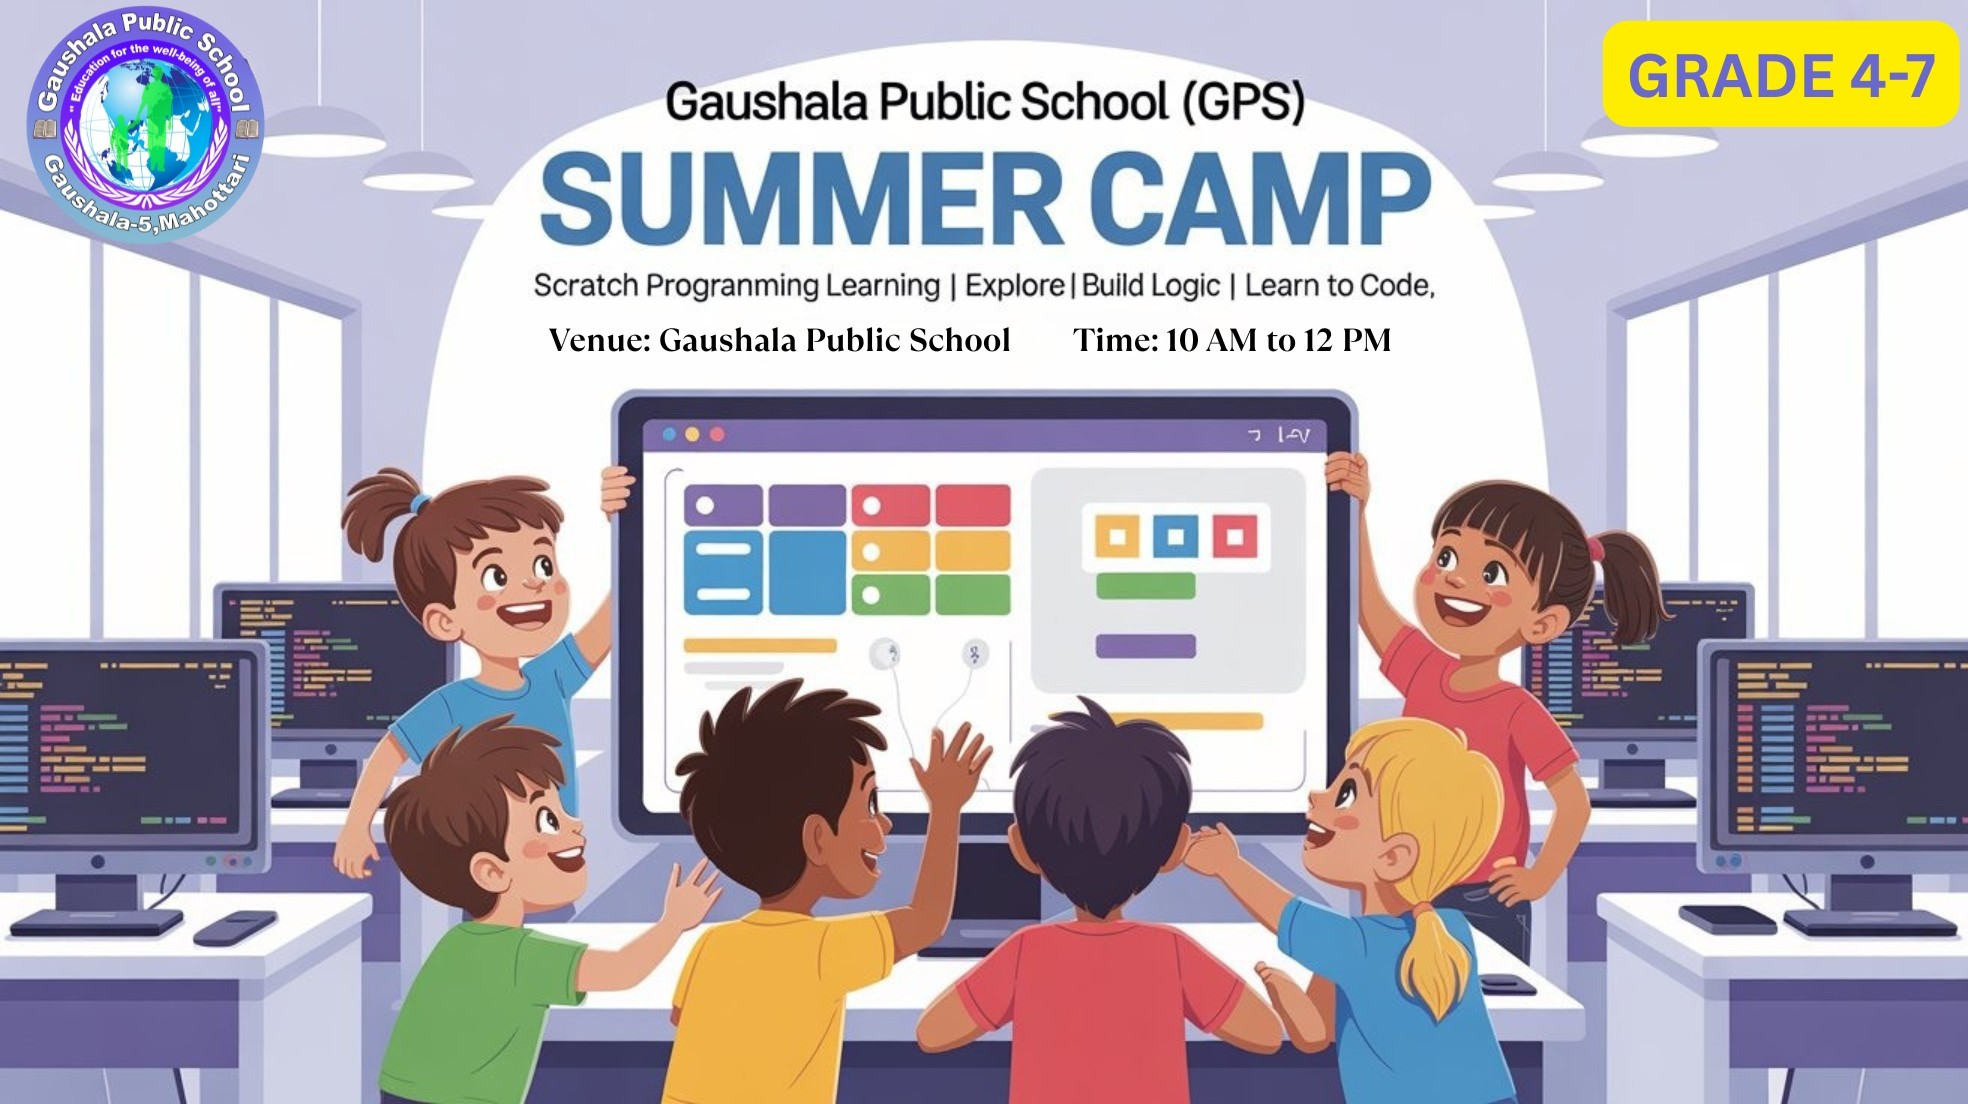 Gaushala Public School
"Education for the well-being of all"
Gaushala-5,Mahottari
GRADE 4-7
Gaushala Public School (GPS)
SUMMER CAMP
Scratch Progranming Learning | Explore | Build Logic | Learn to Code,
Venue: Gaushala Public School Time: 10 AM to 12 PM